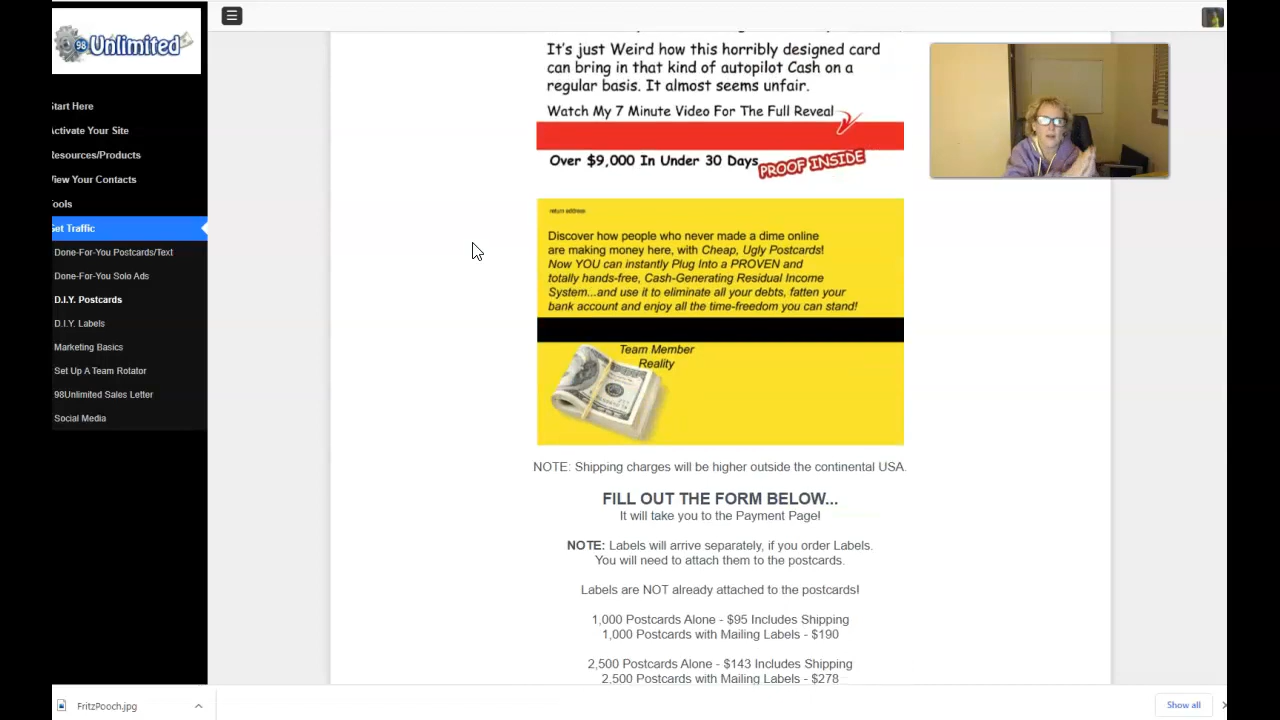 98 Unlimited
Start Here
Activate Your Site
Resources/Products
View Your Contacts
Tools
Get Traffic
Done-For-You Postcards/Text
Done-For-You Solo Ads
D.I.Y. Postcards
D.I.Y. Labels
Marketing Basics
Set Up A Team Rotator
98Unlimited Sales Letter
Social Media
It's just Weird how this horribly designed card
can bring in that kind of autopilot Cash on a
regular basis. It almost seems unfair.
Watch My 7 Minute Video For The Full Reveal
Over $9,000 In Under 30 Days
PROOF INSIDE
return address
Discover how people who never made a dime online
are making money here, with Cheap, Ugly Postcards!
Now YOU can instantly Plug Into a PROVEN and
totally hands-free, Cash-Generating Residual Income
System...and use it to eliminate all your debts, fatten your
bank account and enjoy all the time-freedom you can stand!
Team Member
Reality
NOTE: Shipping charges will be higher outside the continental USA.
FILL OUT THE FORM BELOW...
It will take you to the Payment Page!
NOTE: Labels will arrive separately, if you order Labels.
You will need to attach them to the postcards.
Labels are NOT already attached to the postcards!
1,000 Postcards Alone - $95 Includes Shipping
1,000 Postcards with Mailing Labels - $190
2,500 Postcards Alone - $143 Includes Shipping
2,500 Postcards with Mailing Labels - $278
FritzPooch.jpg
Show all